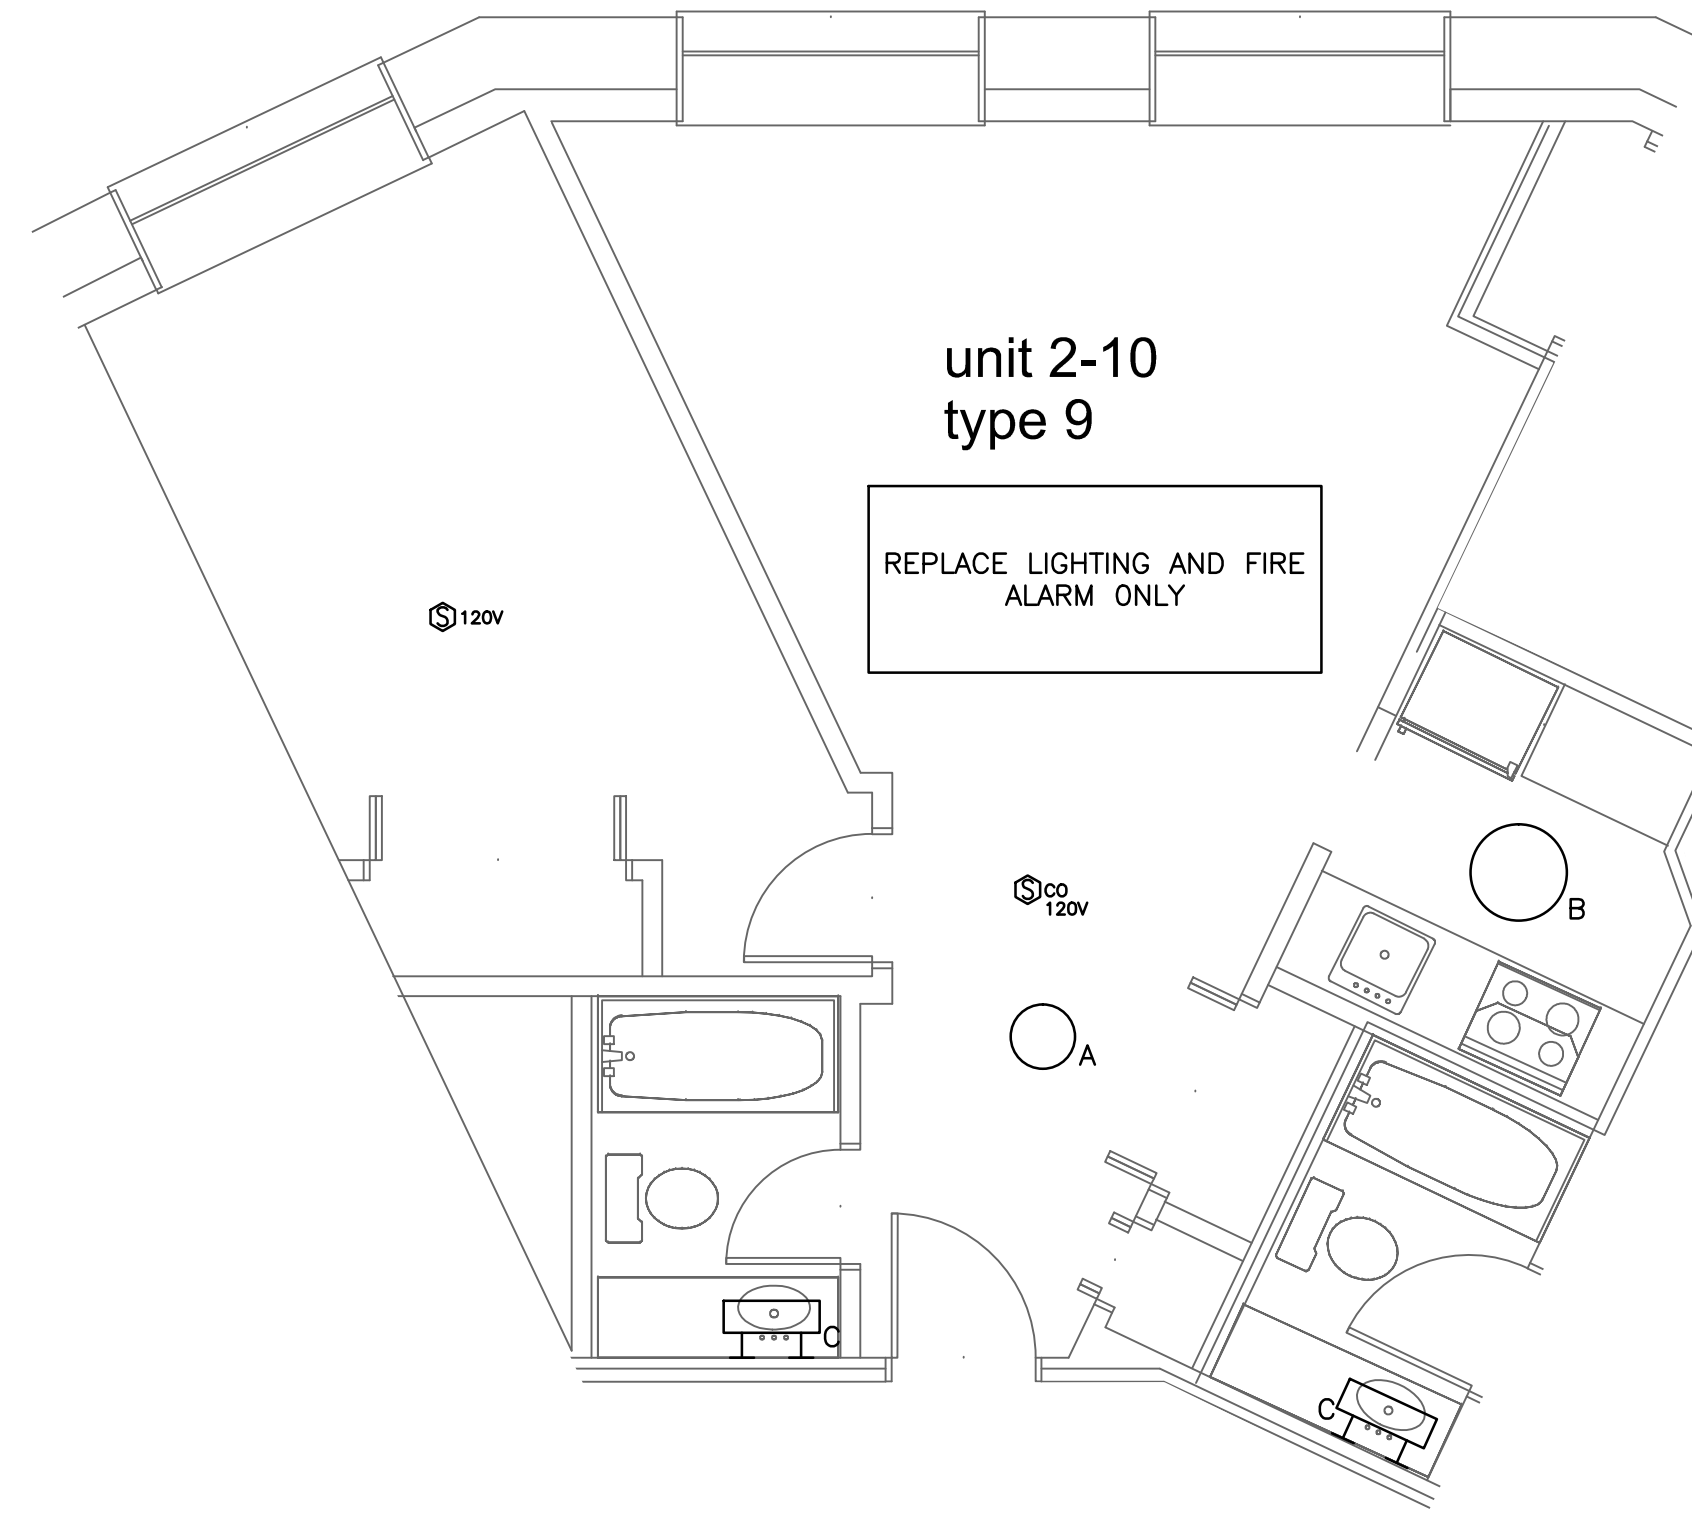 unit 2-10
type 9
REPLACE LIGHTING AND FIRE
ALARM ONLY
S 120V
S CO
120V
B
A
C
C